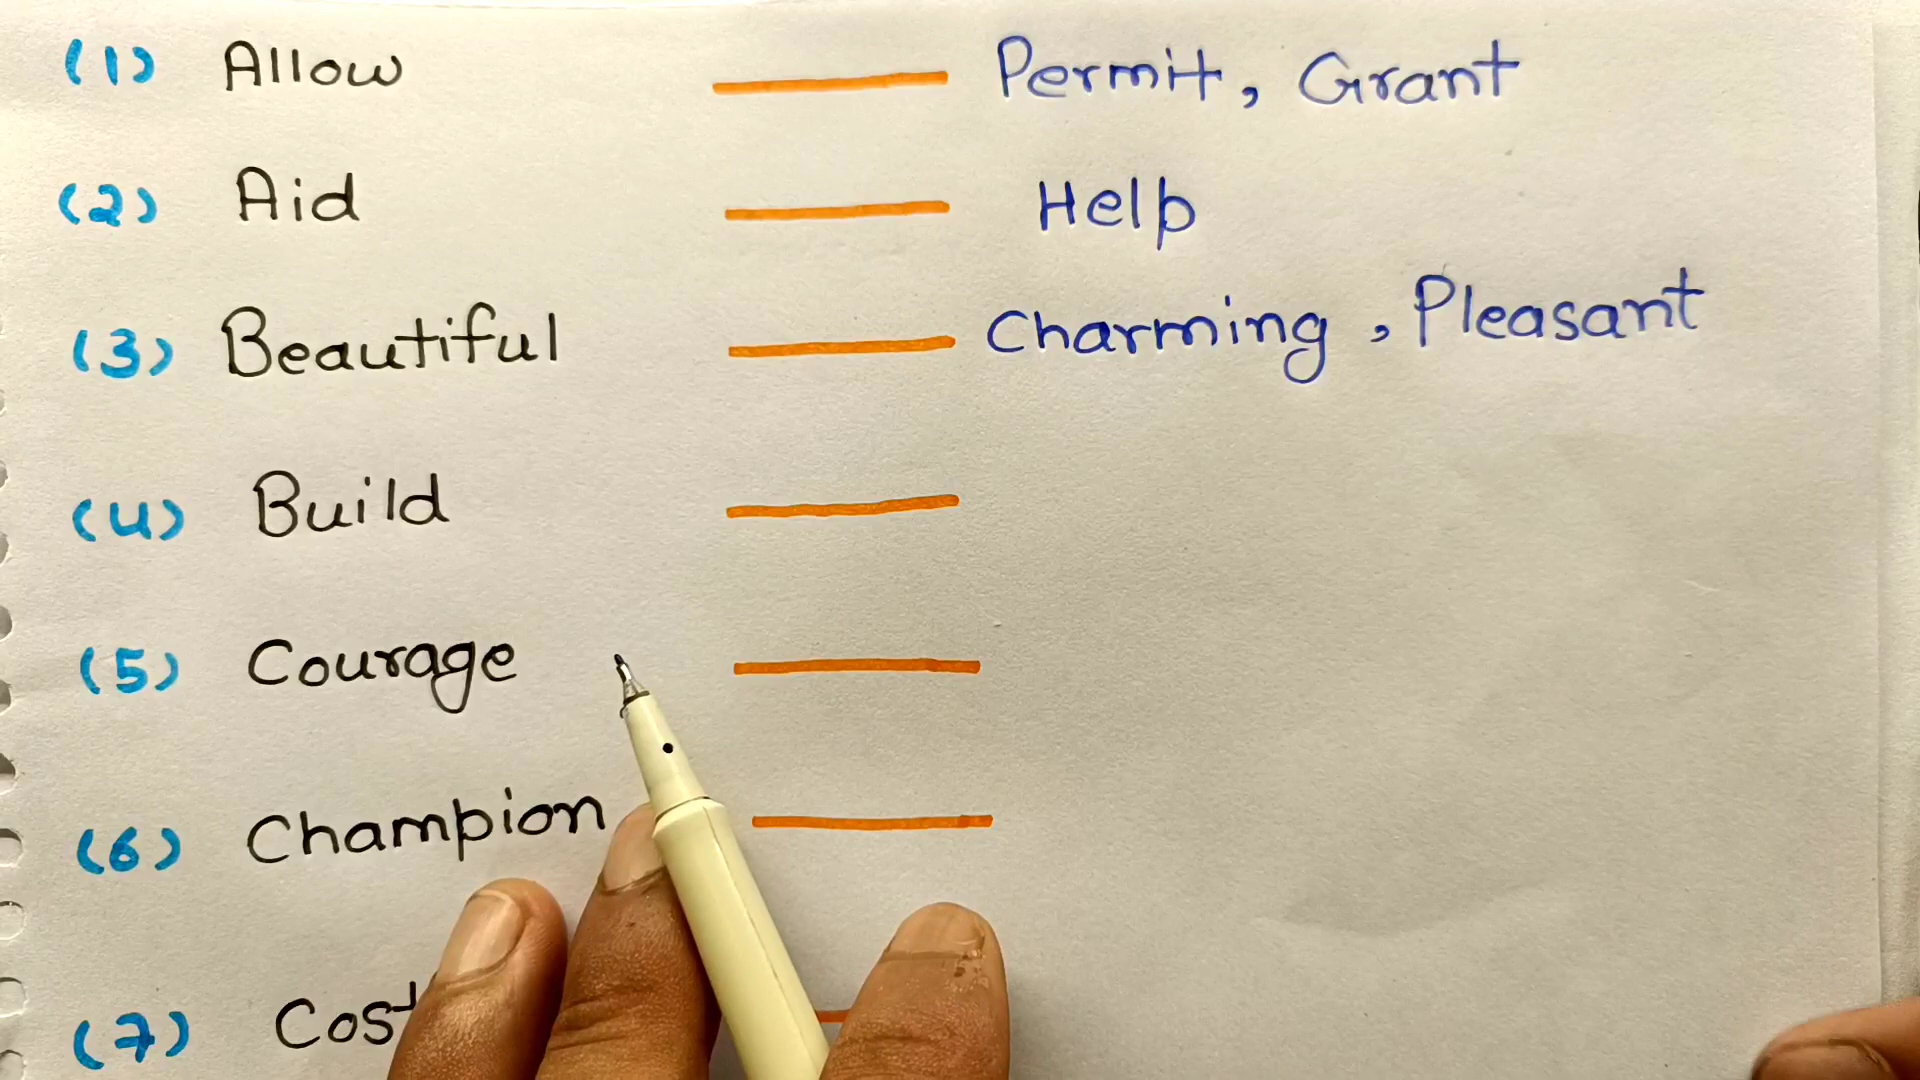 (1) Allow — Permit, Grant
(2) Aid — Help
(3) Beautiful — Charming, Pleasant
(4) Build —
(5) Courage —
(6) Champion —
(7) Cost